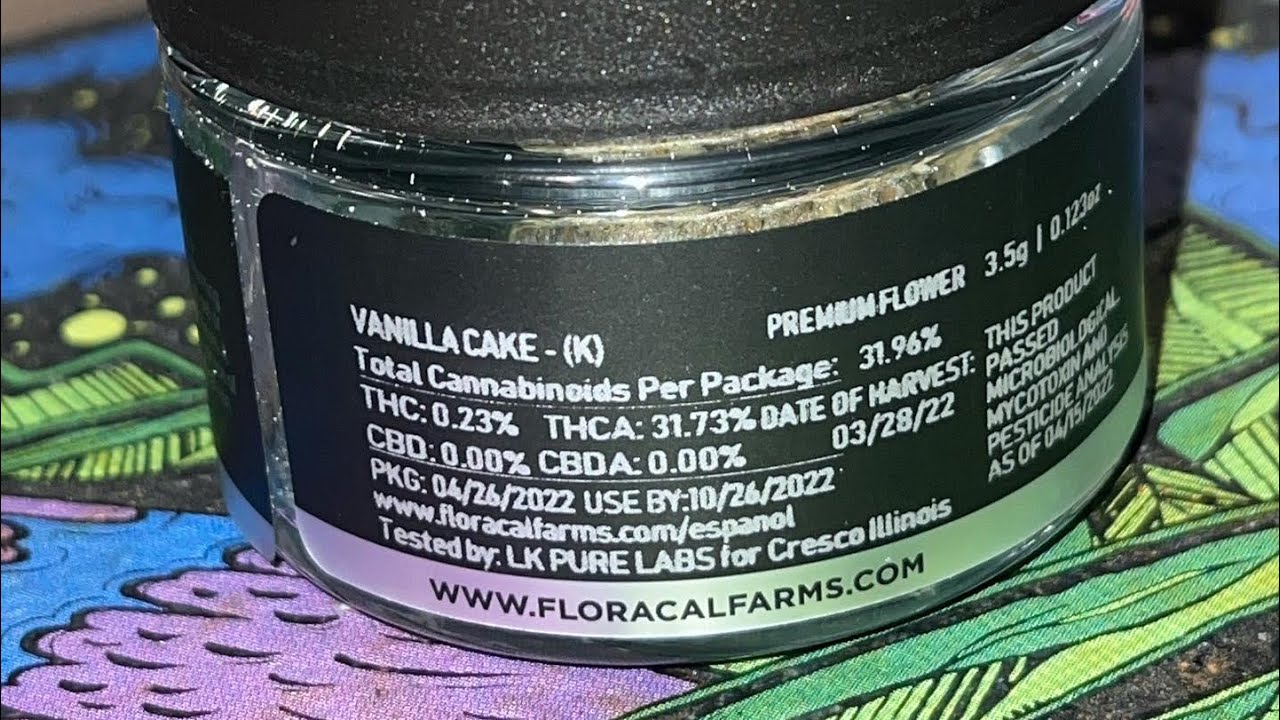 VANILLA CAKE - (K)
PREMIUM FLOWER 3.5g | 0.123oz
Total Cannabinoids Per Package: 31.96%
THC: 0.23% THCA: 31.73% DATE OF HARVEST:
CBD: 0.00% CBDA: 0.00% 03/28/22
PKG: 04/26/2022 USE BY:10/26/2022
www.floracalfarms.com/espanol
Tested by: LK PURE LABS for Cresco Illinois
THIS PRODUCT
PASSED
MICROBIOLOGICAL
MYCOTOXIN AND
PESTICIDE ANALYSIS
AS OF 04/15/2022
WWW.FLORACALFARMS.COM